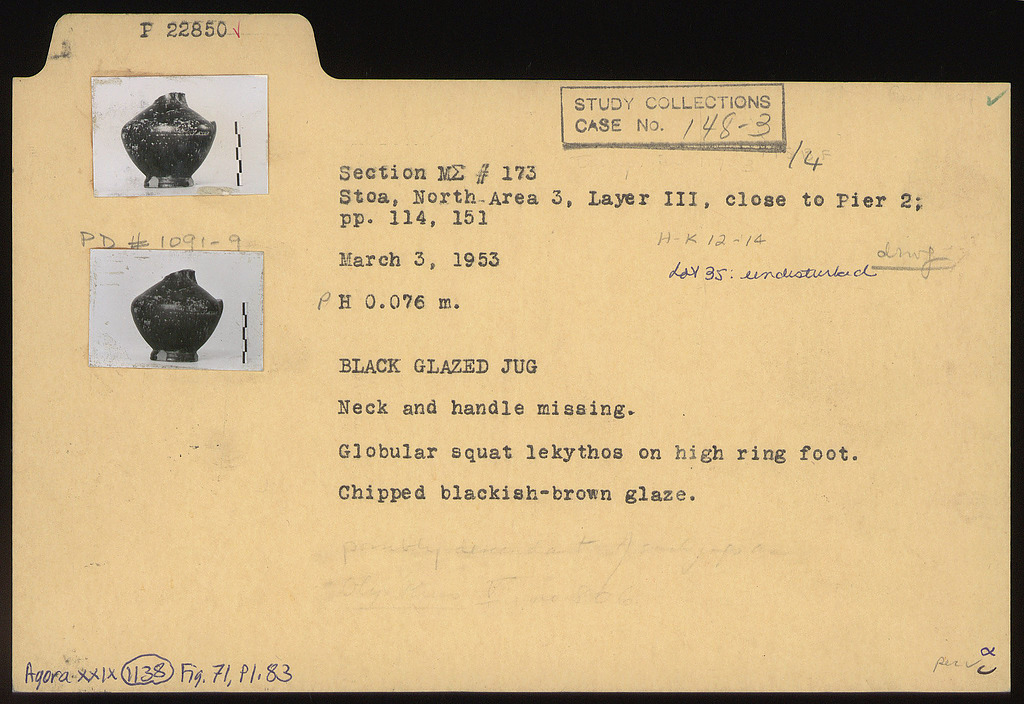 P 22850 ✓
STUDY COLLECTIONS
CASE No. 148-3
/4
Section ΜΣ # 173
Stoa, North Area 3, Layer III, close to Pier 2;
pp. 114, 151
PD # 1091-9
H-K 12-14
March 3, 1953
drwg
Lot 35: undisturbed
P H 0.076 m.
BLACK GLAZED JUG
Neck and handle missing.
Globular squat lekythos on high ring foot.
Chipped blackish-brown glaze.
possibly
Agora XXIX 1138 Fig. 71, Pl. 83